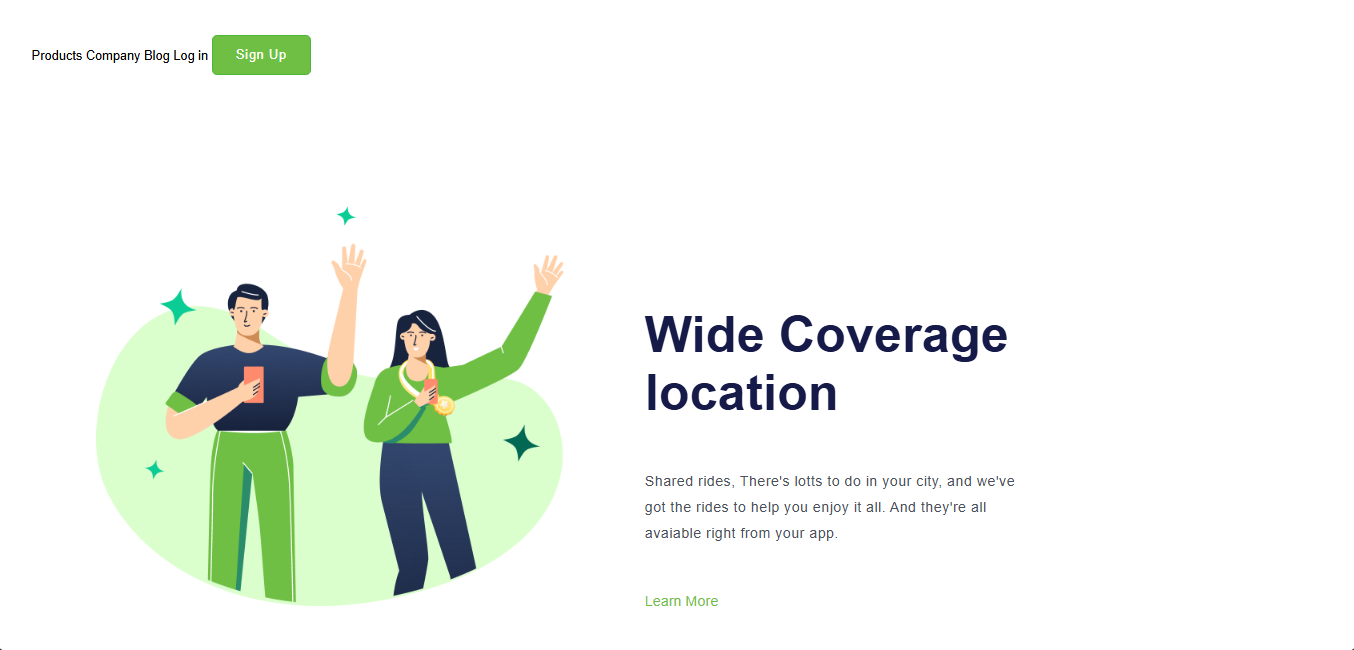 Products Company Blog Log in Sign Up
Wide Coverage
location
Shared rides, There's lotts to do in your city, and we've
got the rides to help you enjoy it all. And they're all
avaiable right from your app.
Learn More